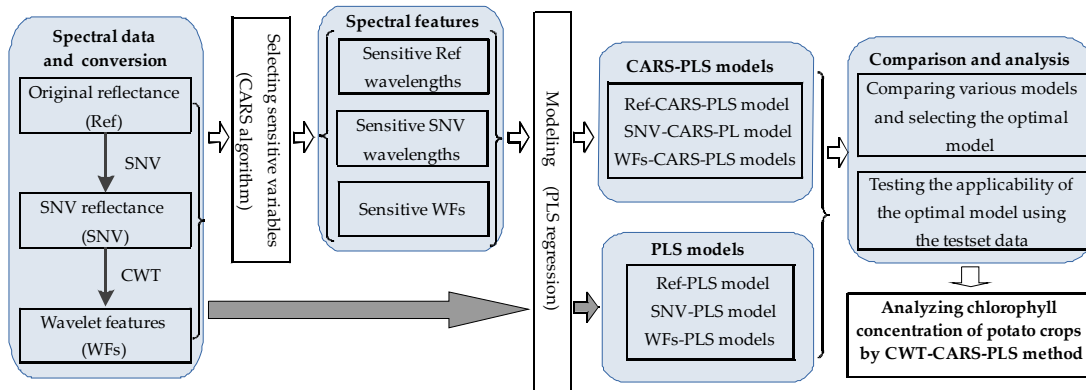 Spectral data
and conversion
Original reflectance
(Ref)
SNV
SNV reflectance
(SNV)
CWT
Wavelet features
(WFs)
Selecting sensitive variables
(CARS algorithm)
Spectral features
Sensitive Ref
wavelengths
Sensitive SNV
wavelengths
Sensitive WFs
Modeling (PLS regression)
CARS-PLS models
Ref-CARS-PLS model
SNV-CARS-PL model
WFs-CARS-PLS models
PLS models
Ref-PLS model
SNV-PLS model
WFs-PLS models
Comparison and analysis
Comparing various models
and selecting the optimal
model
Testing the applicability of
the optimal model using
the testset data
Analyzing chlorophyll
concentration of potato crops
by CWT-CARS-PLS method